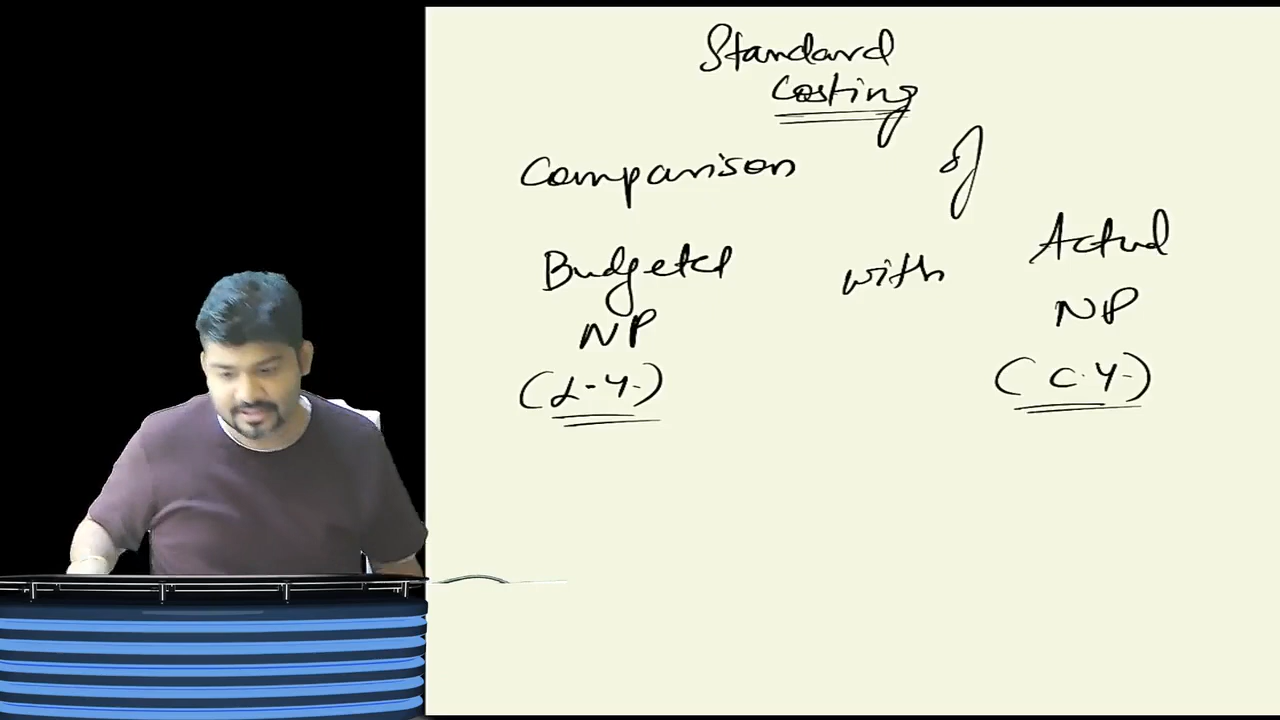 Standard
Costing
Comparison of
Budgeted with Actual
NP NP
(L.Y.) (C.Y.)